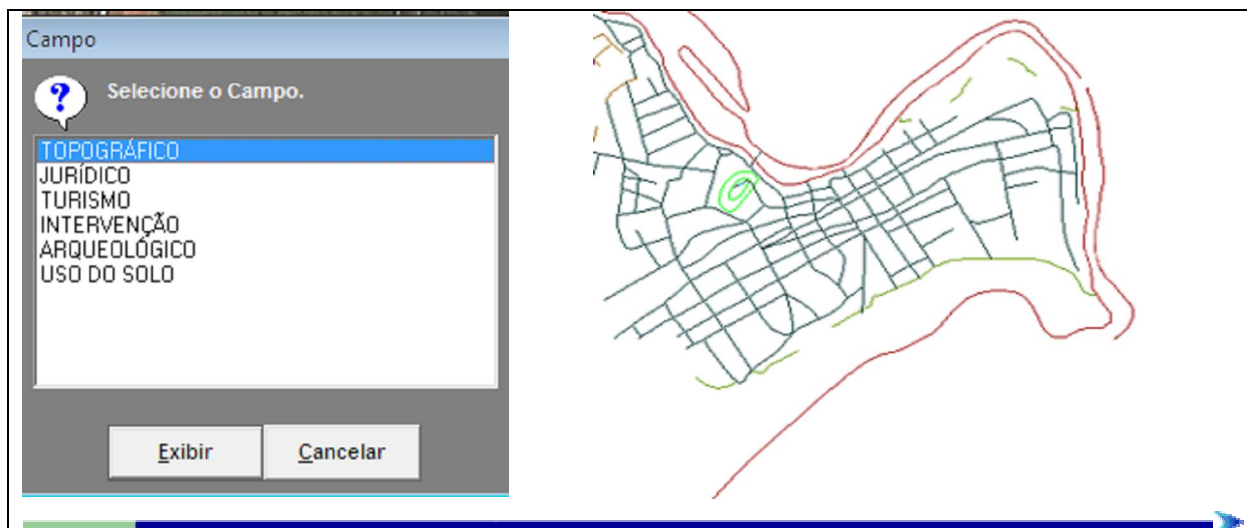 Campo
?
Selecione o Campo.
TOPOGRÁFICO
JURÍDICO
TURISMO
INTERVENÇÃO
ARQUEOLÓGICO
USO DO SOLO
Exibir
Cancelar